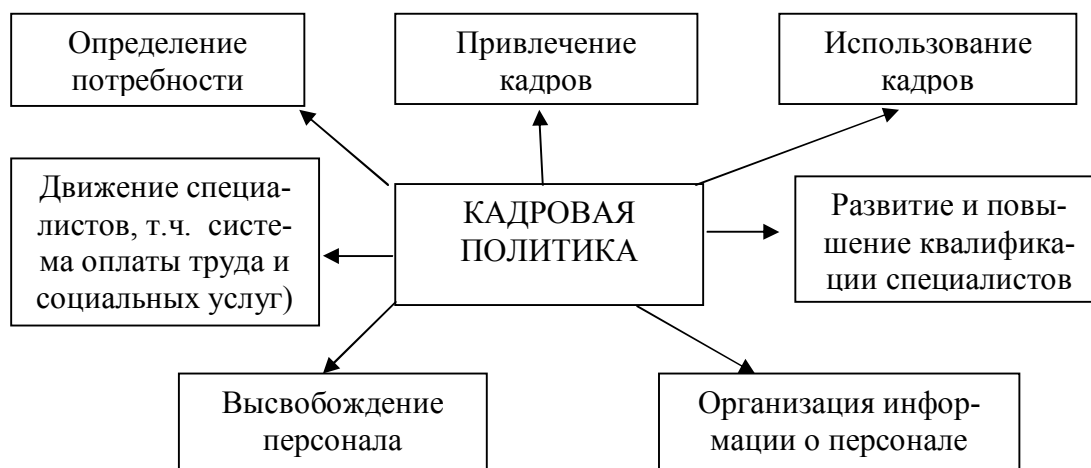 Определение
потребности
Привлечение
кадров
Использование
кадров
Движение специа-
листов, т.ч. систе-
ма оплаты труда и
социальных услуг)
КАДРОВАЯ
ПОЛИТИКА
Развитие и повы-
шение квалифика-
ции специалистов
Высвобождение
персонала
Организация инфор-
мации о персонале